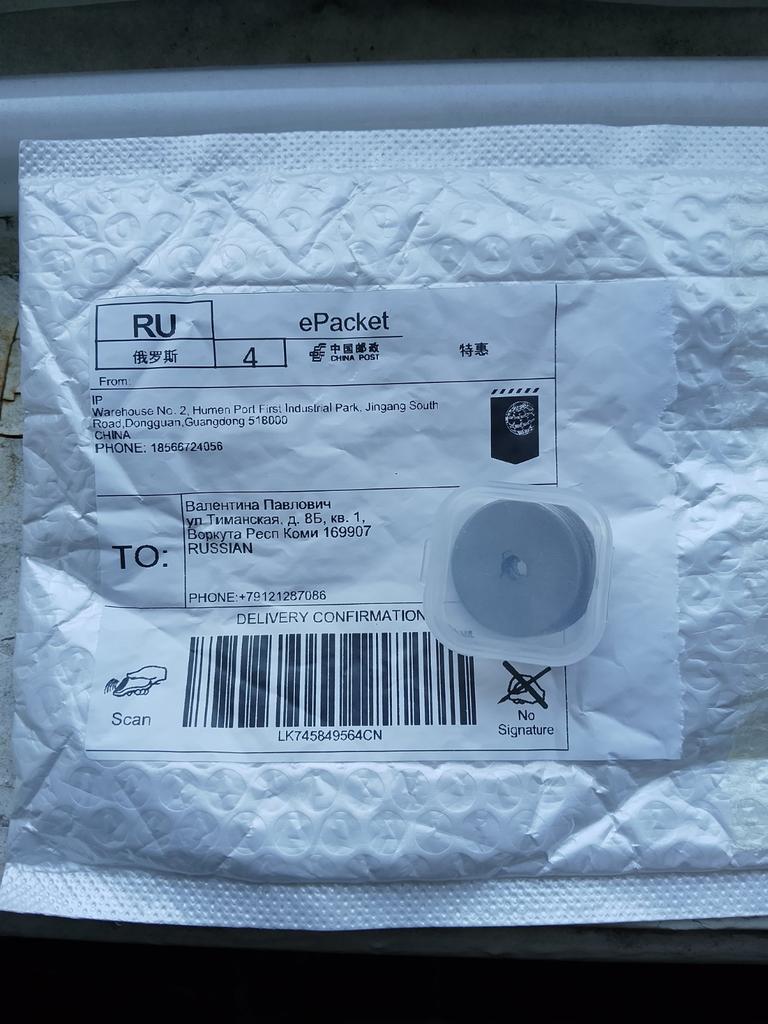 RU
俄罗斯
4
ePacket
中国邮政
CHINA POST
特惠
From:
IP
Warehouse No. 2, Humen Port First Industrial Park, Jingang South
Road,Dongguan,Guangdong 518000
CHINA
PHONE: 18566724056
TO:
Валентина Павлович
ул Тиманская, д. 8Б, кв. 1,
Воркута Респ Коми 169907
RUSSIAN
PHONE:+79121287086
DELIVERY CONFIRMATION
Scan
LK745849564CN
No
Signature